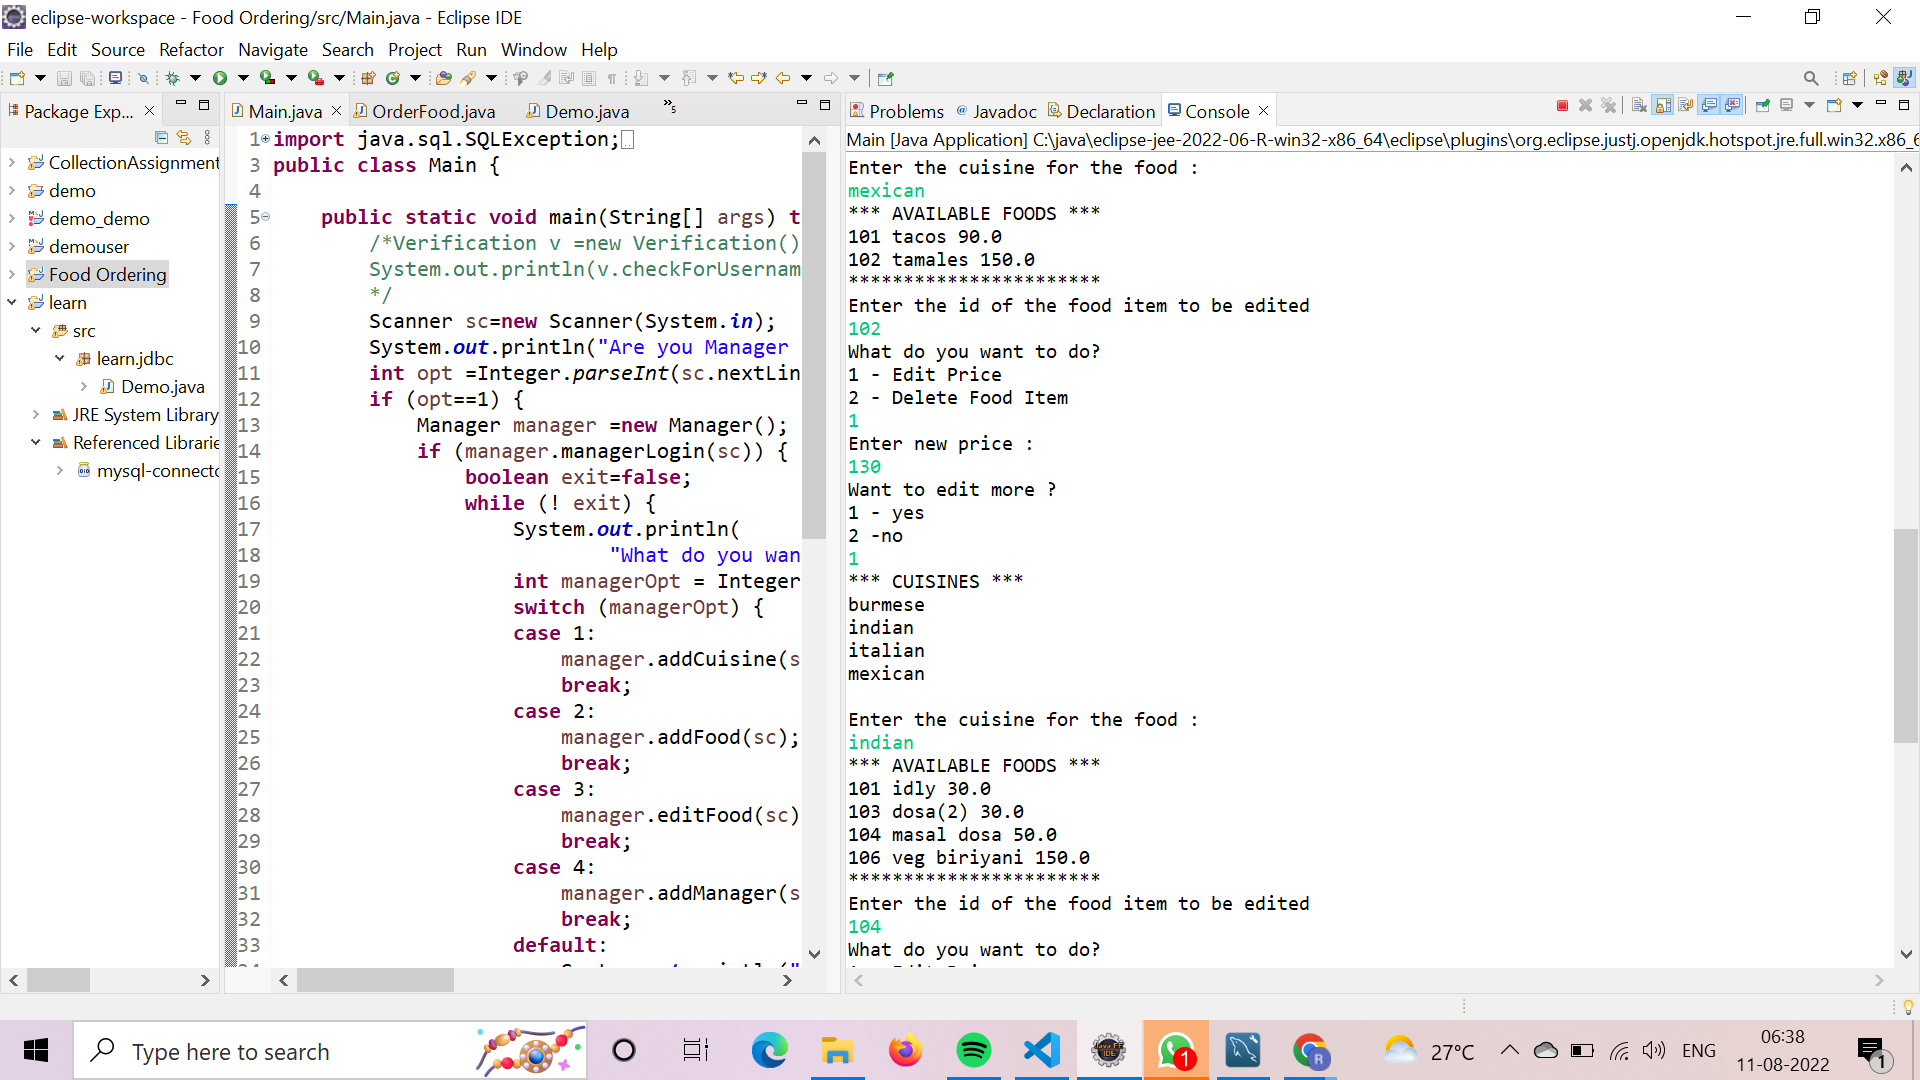 eclipse-workspace - Food Ordering/src/Main.java - Eclipse IDE
File Edit Source Refactor Navigate Search Project Run Window Help
Package Exp...
CollectionAssignment
demo
demo_demo
demouser
Food Ordering
learn
src
learn.jdbc
Demo.java
JRE System Library
Referenced Librarie
mysql-connecto
Main.java OrderFood.java Demo.java »5
1 import java.sql.SQLException;
3 public class Main {
4
5 public static void main(String[] args) t
6 /*Verification v =new Verification()
7 System.out.println(v.checkForUsernam
8 */
9 Scanner sc=new Scanner(System.in);
10 System.out.println("Are you Manager
11 int opt =Integer.parseInt(sc.nextLin
12 if (opt==1) {
13 Manager manager =new Manager();
14 if (manager.managerLogin(sc)) {
15 boolean exit=false;
16 while (! exit) {
17 System.out.println(
18 "What do you wan
19 int managerOpt = Integer
20 switch (managerOpt) {
21 case 1:
22 manager.addCuisine(s
23 break;
24 case 2:
25 manager.addFood(sc);
26 break;
27 case 3:
28 manager.editFood(sc)
29 break;
30 case 4:
31 manager.addManager(s
32 break;
33 default:
Problems Javadoc Declaration Console
Main [Java Application] C:\java\eclipse-jee-2022-06-R-win32-x86_64\eclipse\plugins\org.eclipse.justj.openjdk.hotspot.jre.full.win32.x86_6
Enter the cuisine for the food :
mexican
*** AVAILABLE FOODS ***
101 tacos 90.0
102 tamales 150.0
***********************
Enter the id of the food item to be edited
102
What do you want to do?
1 - Edit Price
2 - Delete Food Item
1
Enter new price :
130
Want to edit more ?
1 - yes
2 -no
1
*** CUISINES ***
burmese
indian
italian
mexican
Enter the cuisine for the food :
indian
*** AVAILABLE FOODS ***
101 idly 30.0
103 dosa(2) 30.0
104 masal dosa 50.0
106 veg biriyani 150.0
***********************
Enter the id of the food item to be edited
104
What do you want to do?
Type here to search
27°C
ENG
06:38
11-08-2022